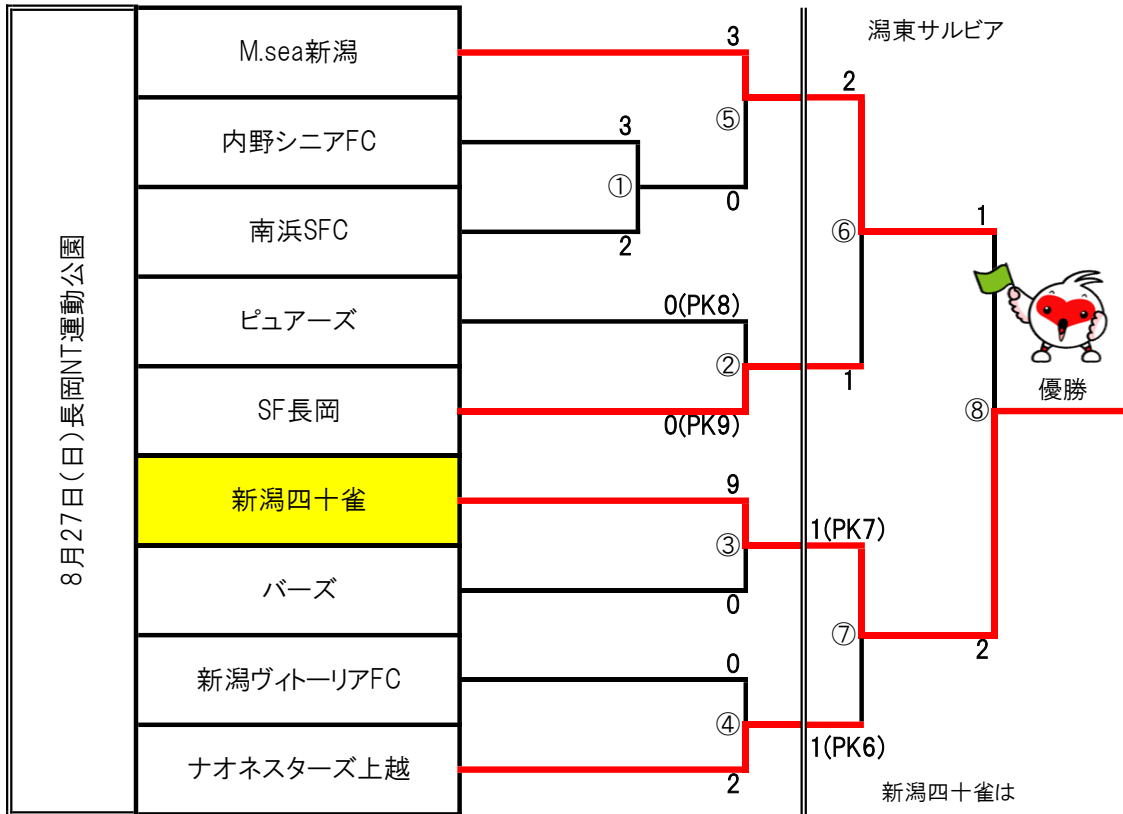 8月27日(日)長岡NT運動公園
M.sea新潟
内野シニアFC
南浜SFC
ピュアーズ
SF長岡
新潟四十雀
バーズ
新潟ヴィトーリアFC
ナオネスターズ上越
3
⑤
0
3
①
2
0(PK8)
②
0(PK9)
9
③
0
0
④
2
潟東サルビア
2
⑥
1
1(PK7)
⑦
1(PK6)
1
⑧
2
優勝
新潟四十雀は